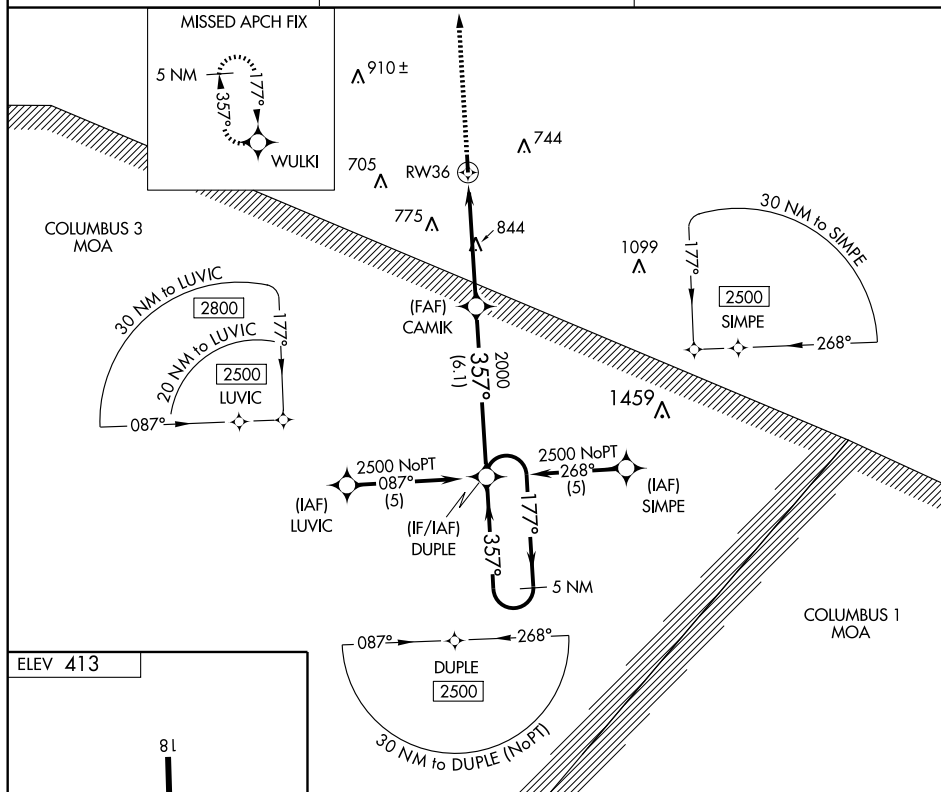 MISSED APCH FIX
5 NM
177°
357°
WULKI
910 ±
744
705
RW36
775
844
COLUMBUS 3
MOA
1099
30 NM to SIMPE
177°
2500
SIMPE
268°
30 NM to LUVIC
2800
177°
20 NM to LUVIC
2500
LUVIC
087°
(FAF)
CAMIK
2000
357°
(6.1)
1459
2500 NoPT
087°
(5)
(IAF)
LUVIC
2500 NoPT
268°
(5)
(IAF)
SIMPE
(IF/IAF)
DUPLE
177°
357°
5 NM
COLUMBUS 1
MOA
087°
268°
DUPLE
2500
30 NM to DUPLE (NoPT)
ELEV 413
18